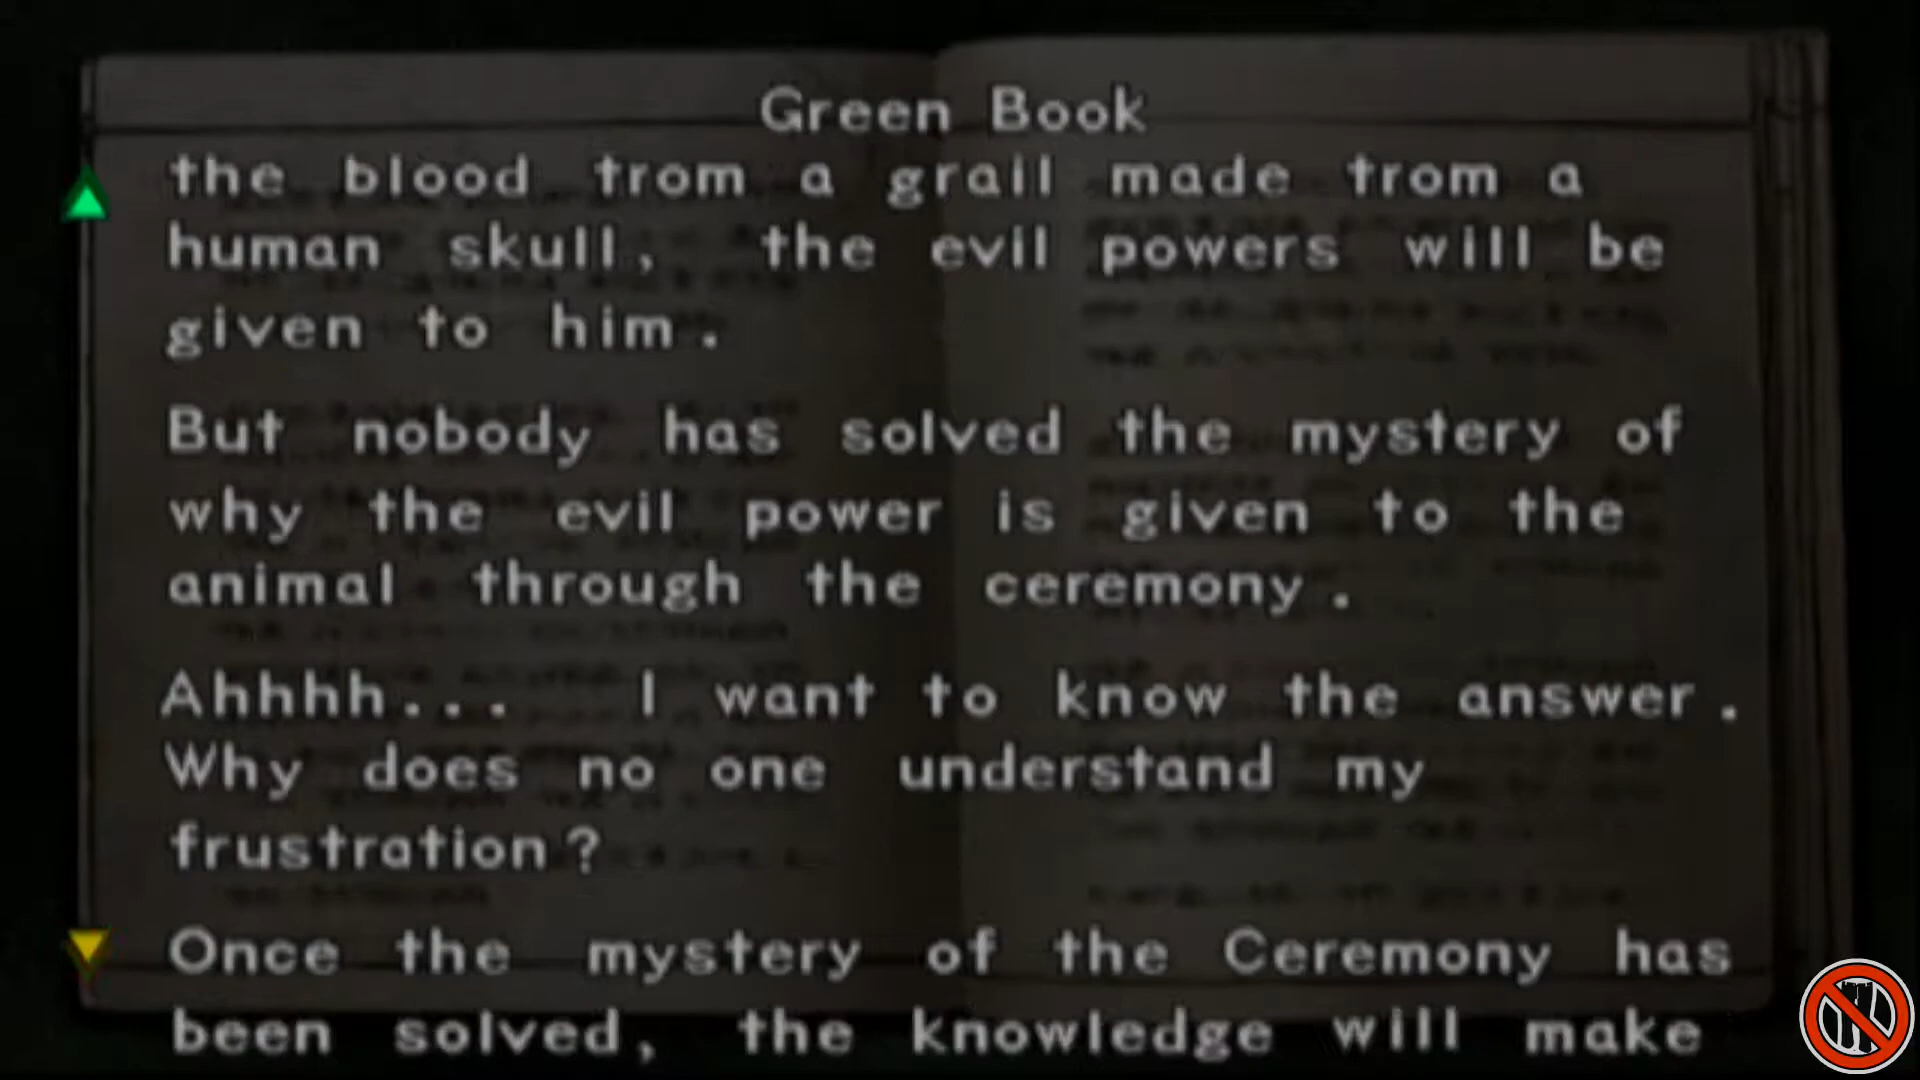 Green Book
the blood from a grail made from a
human skull, the evil powers will be
given to him.
But nobody has solved the mystery of
why the evil power is given to the
animal through the ceremony.
Ahhhh... I want to know the answer.
Why does no one understand my
frustration?
Once the mystery of the Ceremony has
been solved, the knowledge will make